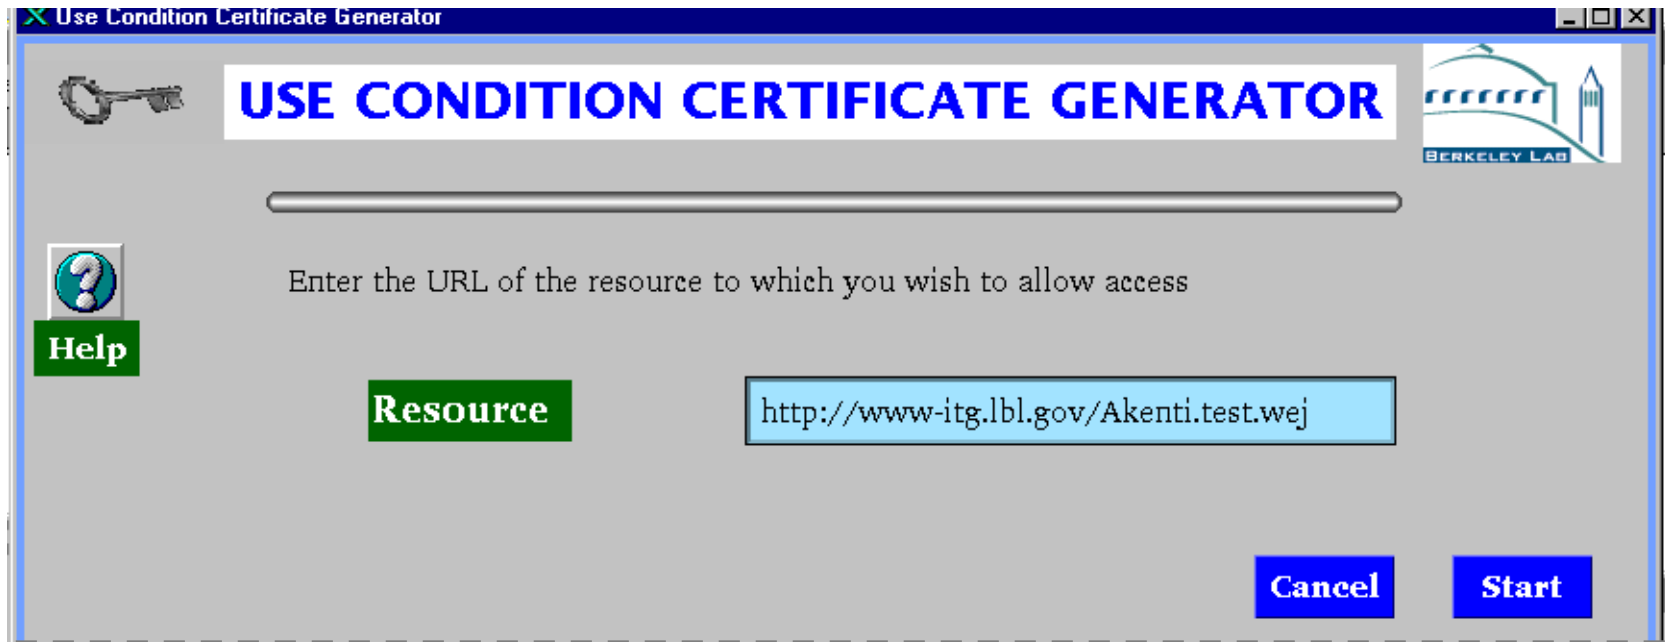 Use Condition Certificate Generator
USE CONDITION CERTIFICATE GENERATOR
BERKELEY LAB
Enter the URL of the resource to which you wish to allow access
Help
Resource
http://www-itg.lbl.gov/Akenti.test.wej
Cancel
Start